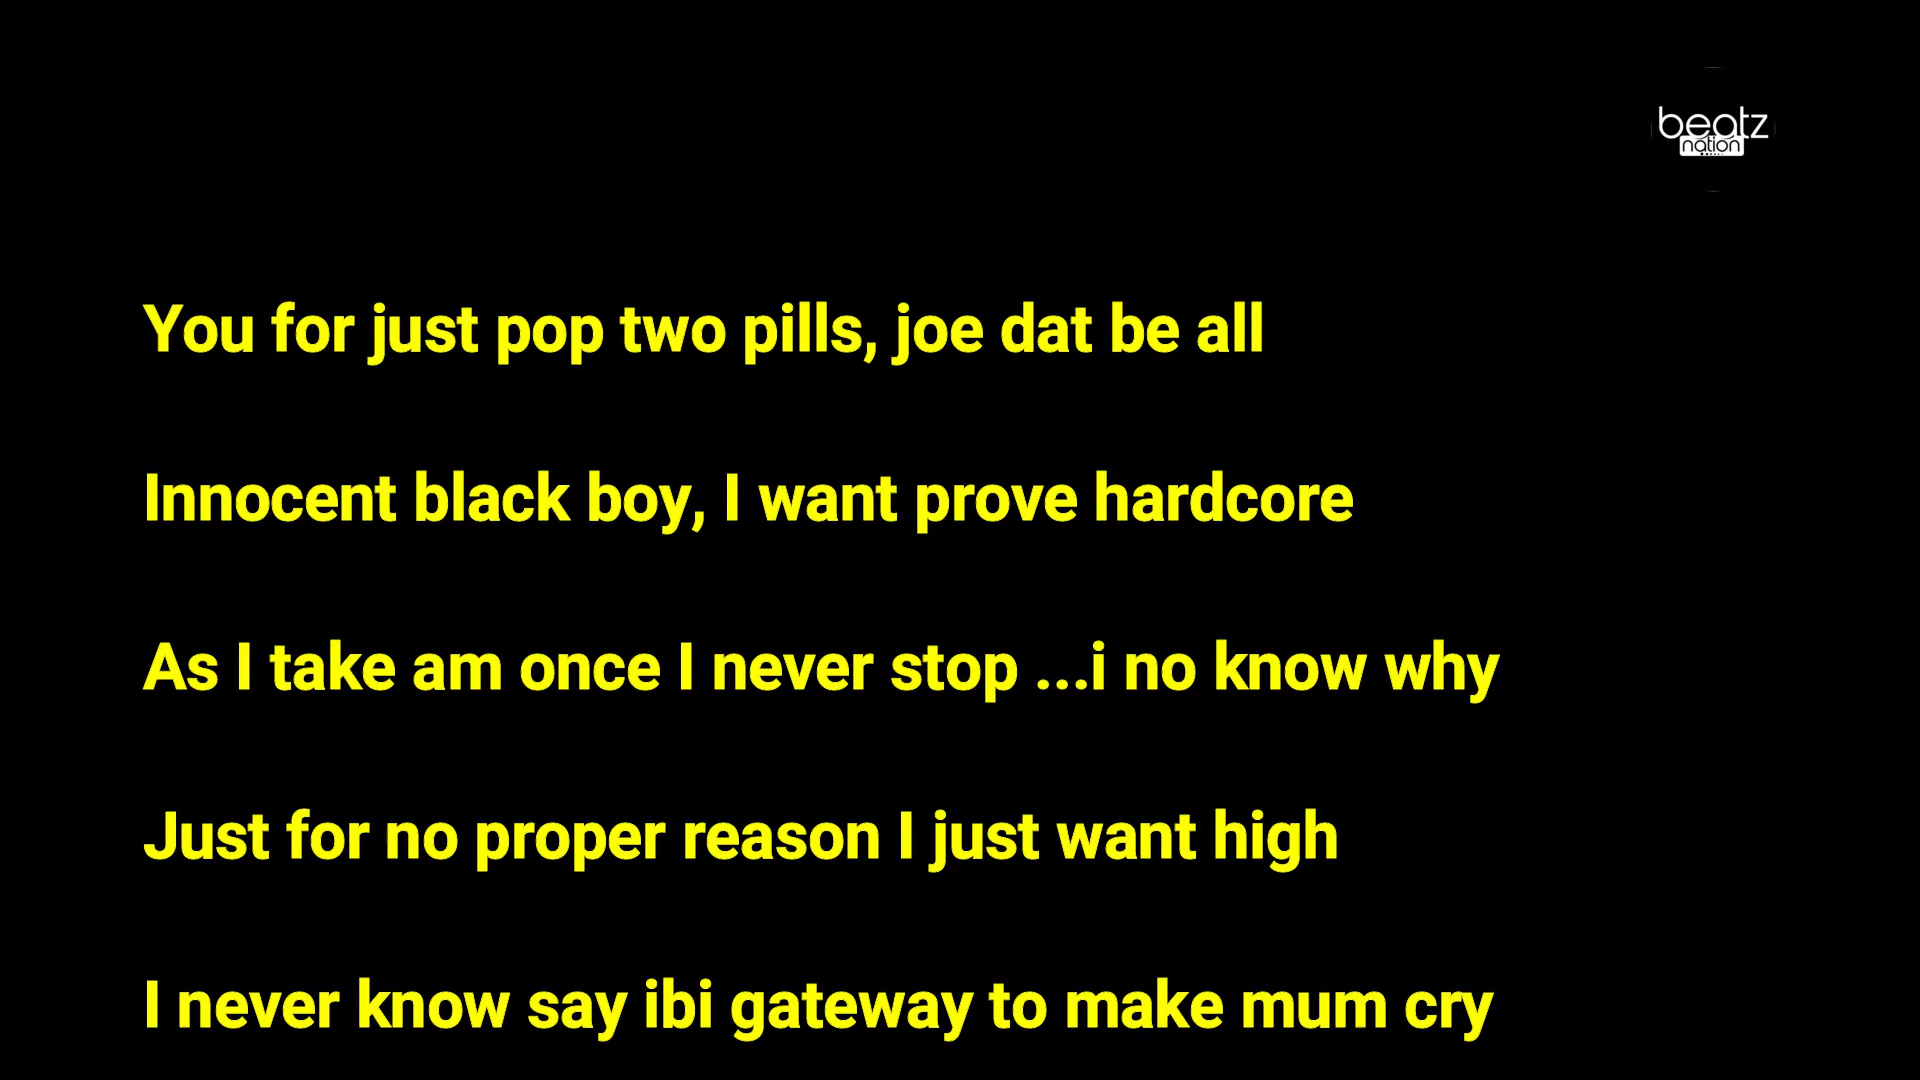 beatz
nation
You for just pop two pills, joe dat be all
Innocent black boy, I want prove hardcore
As I take am once I never stop ...i no know why
Just for no proper reason I just want high
I never know say ibi gateway to make mum cry